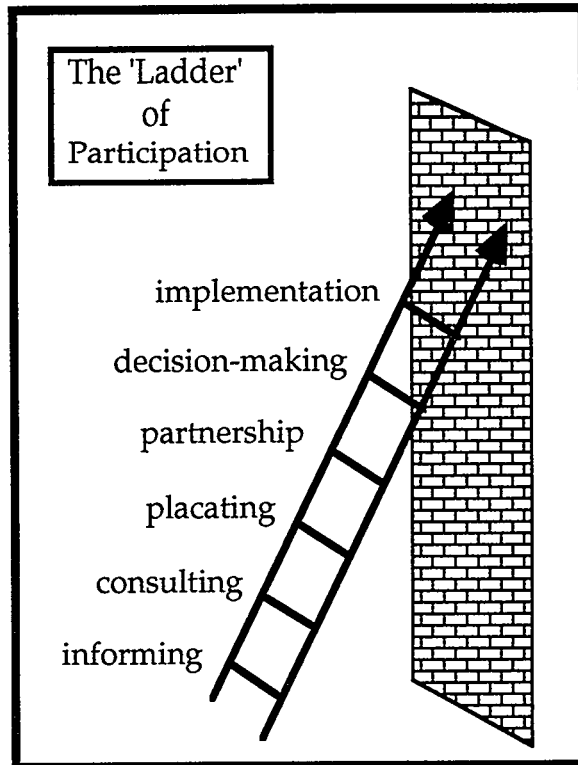 The 'Ladder'
of
Participation
implementation
decision-making
partnership
placating
consulting
informing